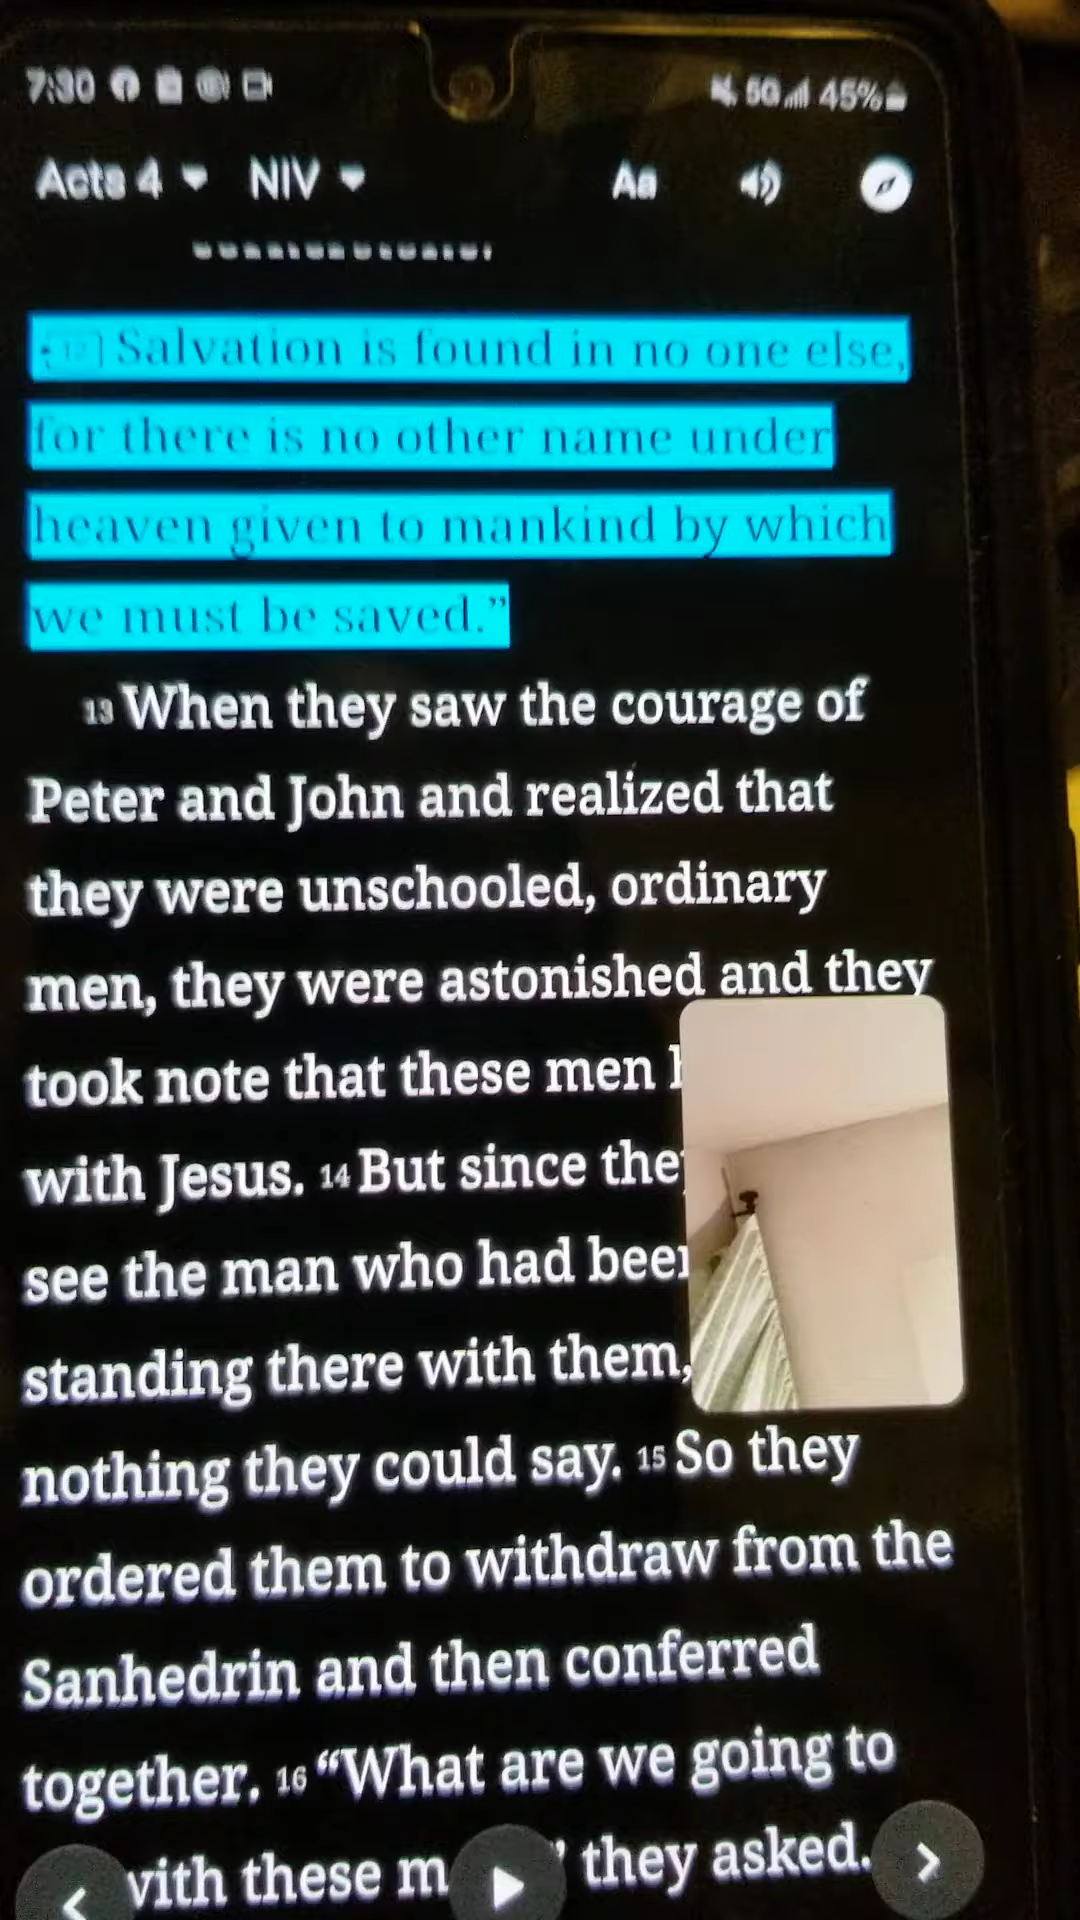 7:30 5G 45%
Acts 4 NIV Aa
[12] Salvation is found in no one else,
for there is no other name under
heaven given to mankind by which
we must be saved.”
13 When they saw the courage of
Peter and John and realized that
they were unschooled, ordinary
men, they were astonished and they
took note that these men
with Jesus. 14 But since
see the man who had
standing there with them,
nothing they could say. 15 So they
ordered them to withdraw from the
Sanhedrin and then conferred
together. 16 “What are we going to
with these they asked.